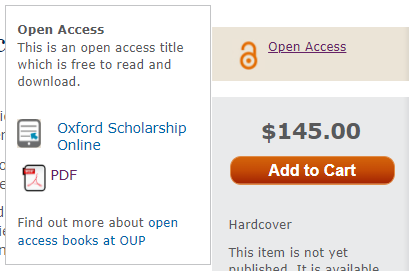 Open Access
This is an open access title
which is free to read and
download.
Oxford Scholarship
Online
PDF
Find out more about open
access books at OUP
Open Access
$145.00
Add to Cart
Hardcover
This item is not yet
published. It is available